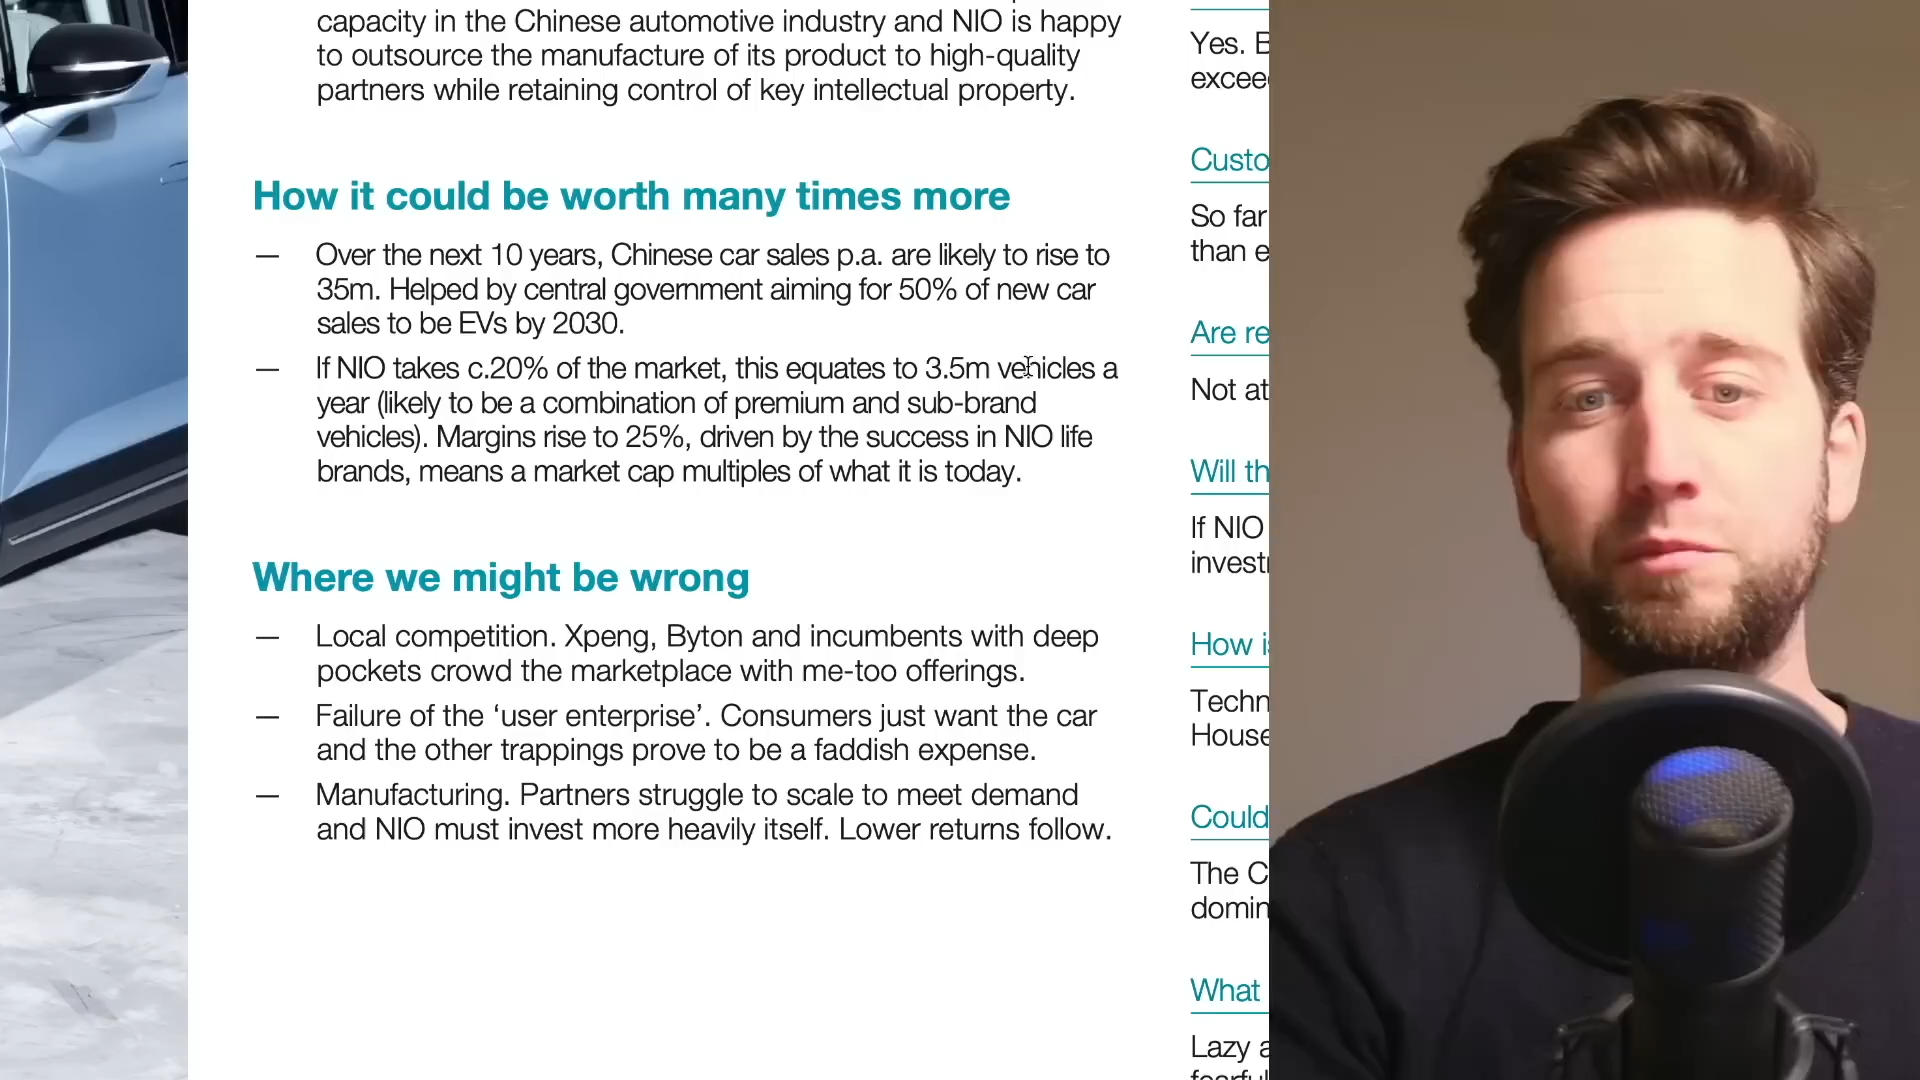 capacity in the Chinese automotive industry and NIO is happy
to outsource the manufacture of its product to high-quality
partners while retaining control of key intellectual property.
How it could be worth many times more
— Over the next 10 years, Chinese car sales p.a. are likely to rise to
35m. Helped by central government aiming for 50% of new car
sales to be EVs by 2030.
— If NIO takes c.20% of the market, this equates to 3.5m vehicles a
year (likely to be a combination of premium and sub-brand
vehicles). Margins rise to 25%, driven by the success in NIO life
brands, means a market cap multiples of what it is today.
Where we might be wrong
— Local competition. Xpeng, Byton and incumbents with deep
pockets crowd the marketplace with me-too offerings.
— Failure of the ‘user enterprise’. Consumers just want the car
and the other trappings prove to be a faddish expense.
— Manufacturing. Partners struggle to scale to meet demand
and NIO must invest more heavily itself. Lower returns follow.
Yes. B
excee
Custo
So far
than e
Are re
Not at
Will th
If NIO
invest
How i
Techn
House
Could
The C
domin
What
Lazy a